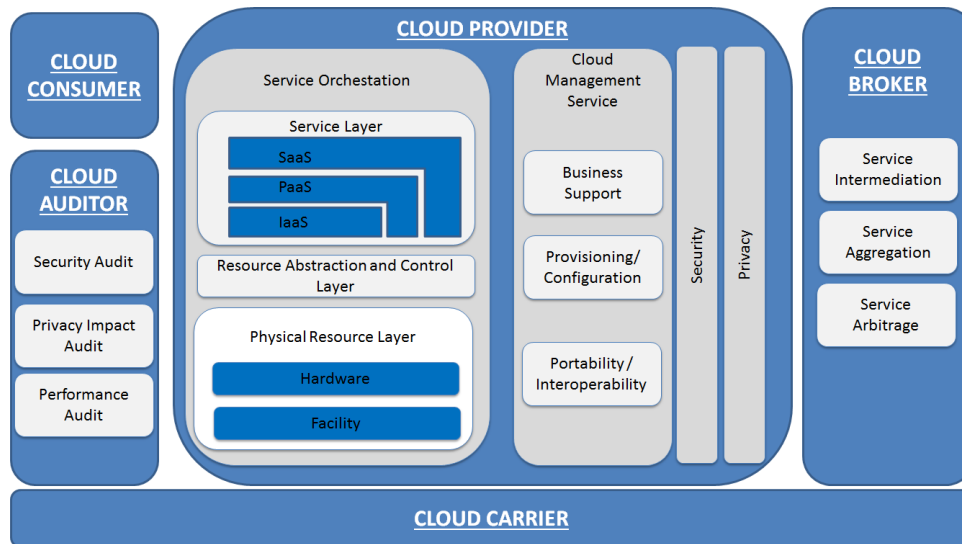 CLOUD
CONSUMER
CLOUD
AUDITOR
Security Audit
Privacy Impact
Audit
Performance
Audit
CLOUD PROVIDER
Service Orchestation
Service Layer
SaaS
PaaS
IaaS
Resource Abstraction and Control
Layer
Physical Resource Layer
Hardware
Facility
Cloud
Management
Service
Business
Support
Provisioning/
Configuration
Portability /
Interoperability
Security
Privacy
CLOUD
BROKER
Service
Intermediation
Service
Aggregation
Service
Arbitrage
CLOUD CARRIER